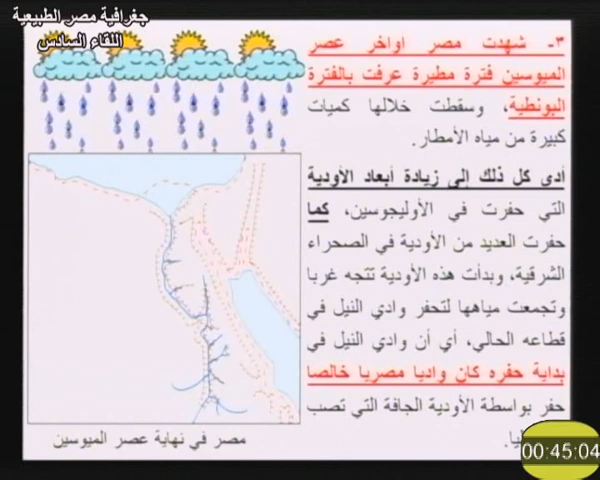 جغرافية مصر الطبيعية
اللقاء السادس
٣- شهدت مصر اواخر عصر
الميوسين فترة مطيرة عرفت بالفترة
البونطية، وسقطت خلالها كميات
كبيرة من مياه الأمطار.
أدى كل ذلك إلى زيادة أبعاد الأودية
التي حفرت في الأوليجوسين، كما
حفرت العديد من الأودية في الصحراء
الشرقية، وبدأت هذه الأودية تتجه غربا
وتجمعت مياهها لتحفر وادي النيل في
قطاعه الحالي، أي أن وادي النيل في
بداية حفره كان واديا مصريا خالصا
حفر بواسطة الأودية الجافة التي تصب
مصر في نهاية عصر الميوسين
00:45:04